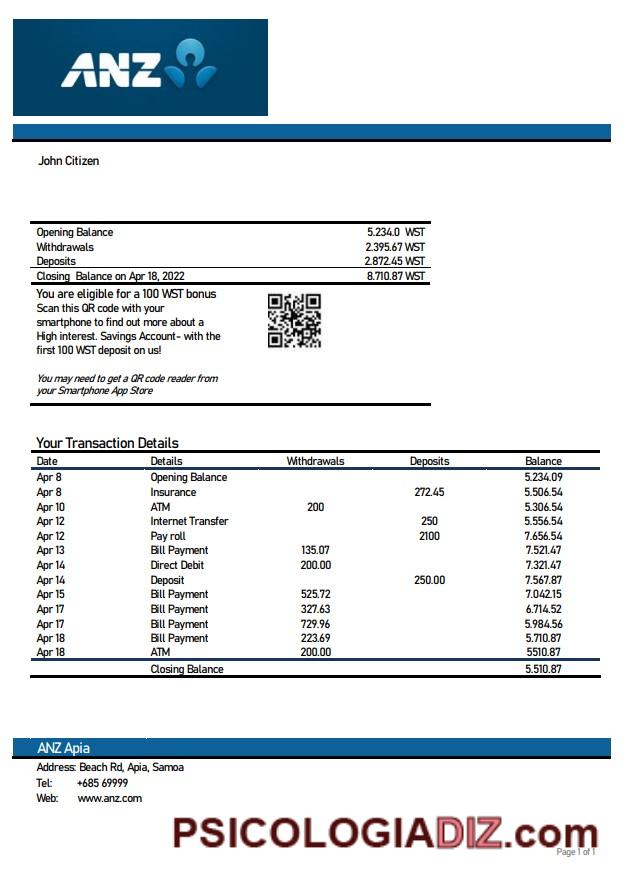 ANZ
John Citizen
Opening Balance 5.234.0 WST
Withdrawals 2.395.67 WST
Deposits 2.872.45 WST
Closing Balance on Apr 18, 2022 8.710.87 WST
You are eligible for a 100 WST bonus
Scan this QR code with your
smartphone to find out more about a
High interest. Savings Account- with the
first 100 WST deposit on us!
You may need to get a QR code reader from
your Smartphone App Store
Your Transaction Details
Date Details Withdrawals Deposits Balance
Apr 8 Opening Balance 5.234.09
Apr 8 Insurance 272.45 5.506.54
Apr 10 ATM 200 5.306.54
Apr 12 Internet Transfer 250 5.556.54
Apr 12 Pay roll 2100 7.656.54
Apr 13 Bill Payment 135.07 7.521.47
Apr 14 Direct Debit 200.00 7.321.47
Apr 14 Deposit 250.00 7.567.87
Apr 15 Bill Payment 525.72 7.042.15
Apr 17 Bill Payment 327.63 6.714.52
Apr 17 Bill Payment 729.96 5.984.56
Apr 18 Bill Payment 223.69 5.710.87
Apr 18 ATM 200.00 5510.87
Closing Balance 5.510.87
ANZ Apia
Address: Beach Rd, Apia, Samoa
Tel: +685 69999
Web: www.anz.com
PSICOLOGIADIZ.com
Page 1 of 1